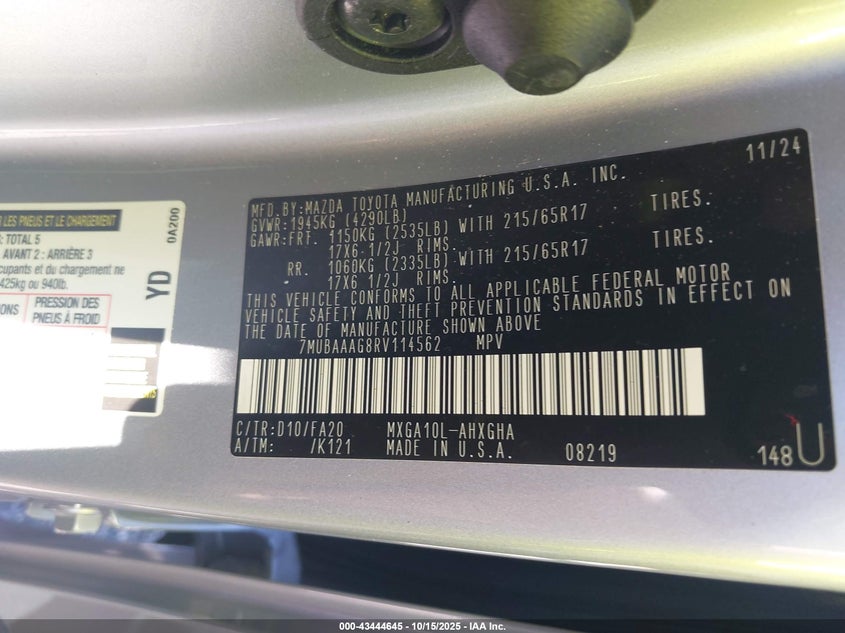 LES PNEUS ET LE CHARGEMENT
0A200
: TOTAL 5
AVANT 2 : ARRIÈRE 3
cupants et du chargement ne
425kg ou 940lb.
YD
PRESSION DES
PNEUS À FROID
11/24
MFD.BY:MAZDA TOYOTA MANUFACTURING U.S.A. INC.
GVWR:1945KG (4290LB)
GAWR:FRT. 1150KG (2535LB) WITH 215/65R17 TIRES.
17X6 1/2J RIMS.
RR. 1060KG (2335LB) WITH 215/65R17 TIRES.
17X6 1/2J RIMS.
THIS VEHICLE CONFORMS TO ALL APPLICABLE FEDERAL MOTOR
VEHICLE SAFETY AND THEFT PREVENTION STANDARDS IN EFFECT ON
THE DATE OF MANUFACTURE SHOWN ABOVE
7MUBAAAG8RV114562 MPV
C/TR:D10/FA20 MXGA10L-AHXGHA
A/TM: /K121 MADE IN U.S.A. 08219 148U
000-43444645 - 10/15/2025 - IAA Inc.